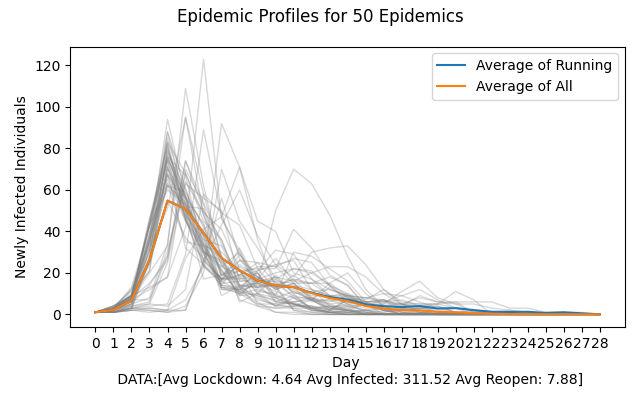 Epidemic Profiles for 50 Epidemics
Newly Infected Individuals
120
100
80
60
40
20
0
Average of Running
Average of All
0 1 2 3 4 5 6 7 8 9 10 11 12 13 14 15 16 17 18 19 20 21 22 23 24 25 26 27 28
Day
DATA:[Avg Lockdown: 4.64 Avg Infected: 311.52 Avg Reopen: 7.88]